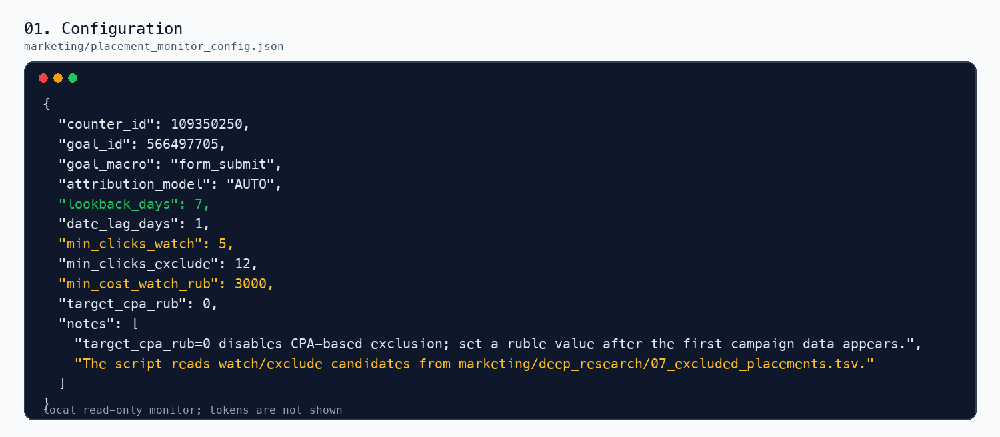 01. Configuration
marketing/placement_monitor_config.json
{
"counter_id": 109350250,
"goal_id": 566497705,
"goal_macro": "form_submit",
"attribution_model": "AUTO",
"lookback_days": 7,
"date_lag_days": 1,
"min_clicks_watch": 5,
"min_clicks_exclude": 12,
"min_cost_watch_rub": 3000,
"target_cpa_rub": 0,
"notes": [
"target_cpa_rub=0 disables CPA−based exclusion; set a ruble value after the first campaign data appears.",
"The script reads watch/exclude candidates from marketing/deep_research/07_excluded_placements.tsv."
]
}
local read−only monitor; tokens are not shown